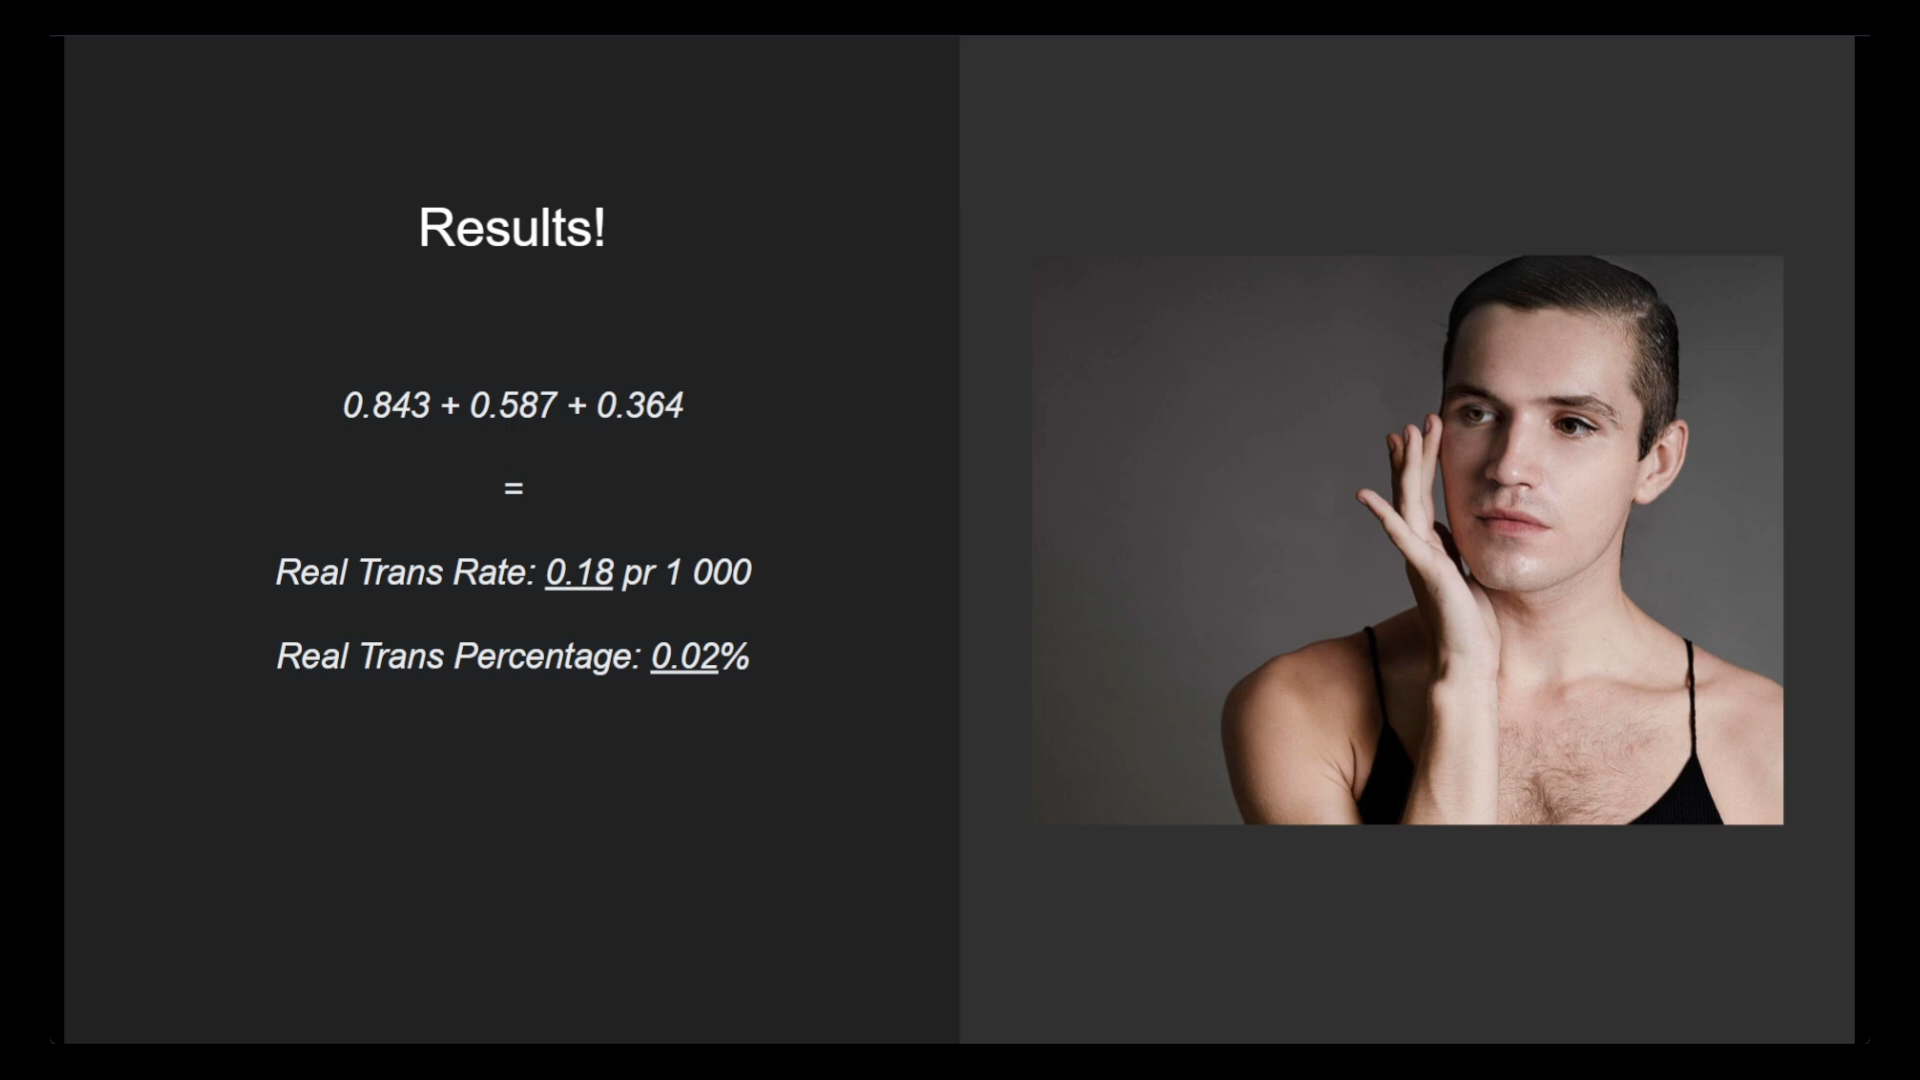 Results!
0.843 + 0.587 + 0.364
=
Real Trans Rate: 0.18 pr 1 000
Real Trans Percentage: 0.02%